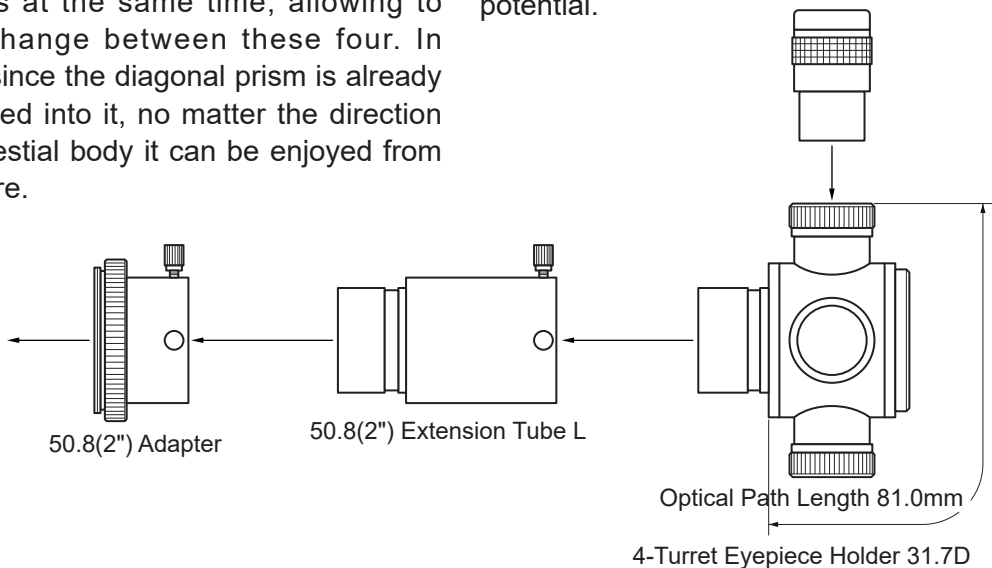 s at the same time, allowing to
hange between these four. In
since the diagonal prism is already
ed into it, no matter the direction
estial body it can be enjoyed from
re.
potential.
50.8(2") Adapter
50.8(2") Extension Tube L
Optical Path Length 81.0mm
4-Turret Eyepiece Holder 31.7D